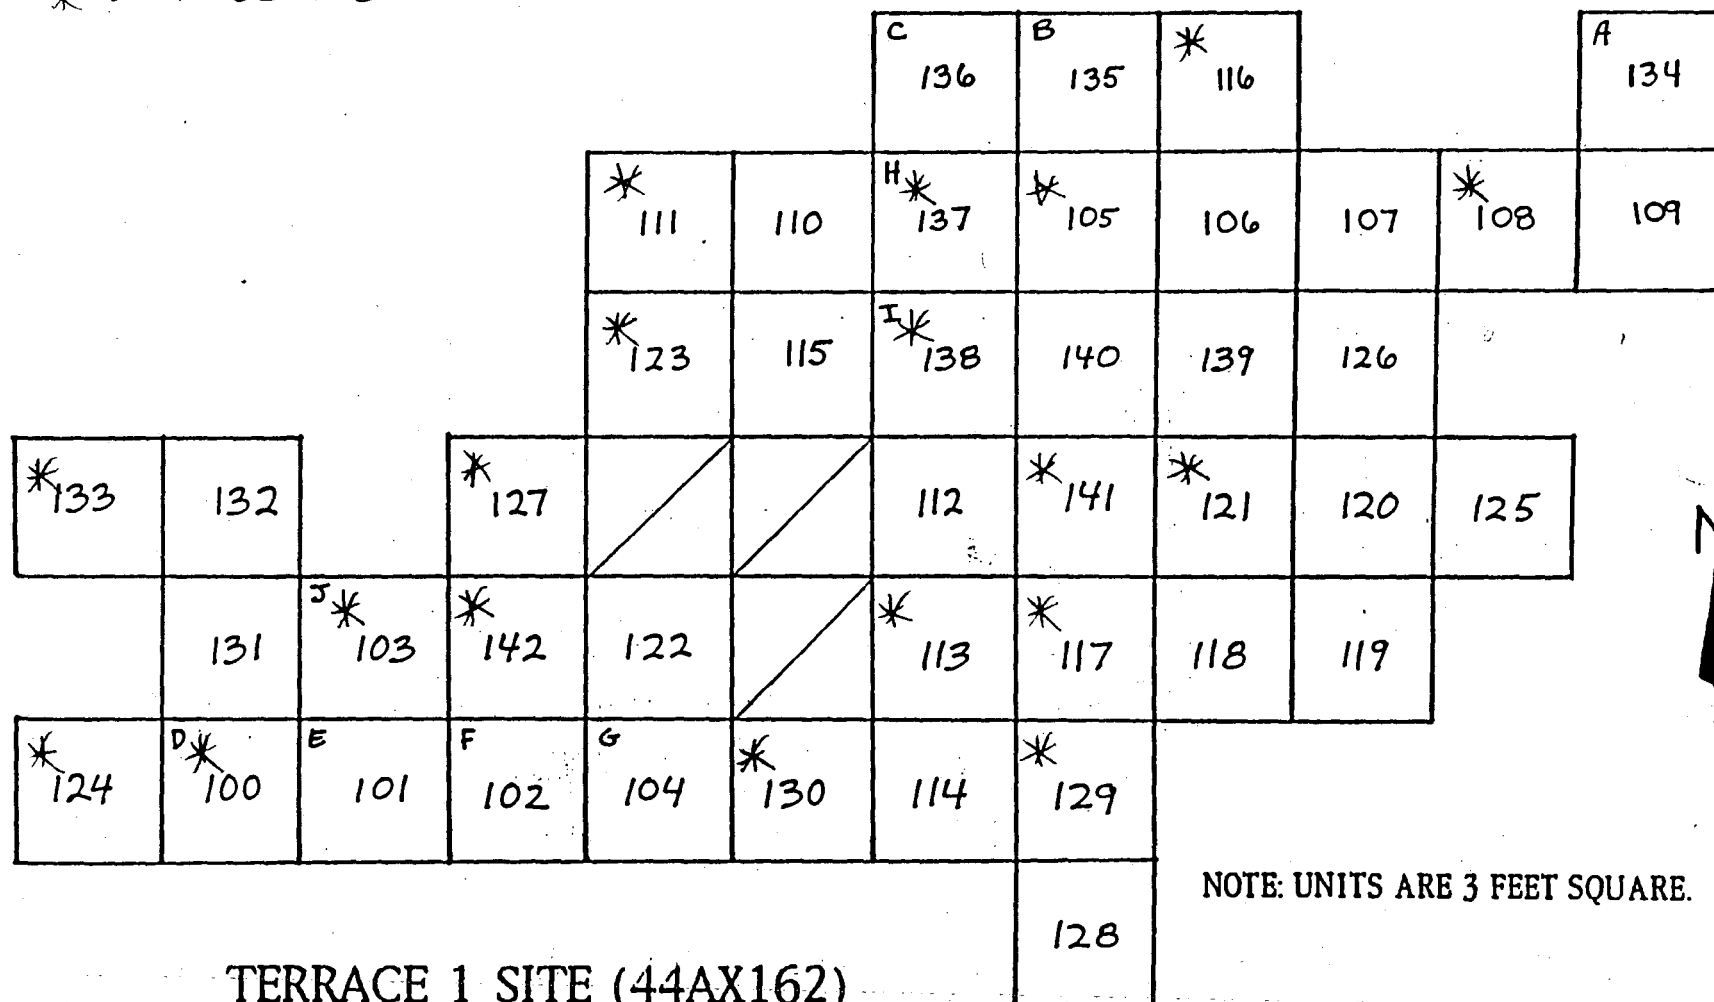 C B * A
136 135 116 134
* H * * *
111 110 137 105 106 107 108 109
* I *
123 115 138 140 139 126
* * * *
133 132 127 112 141 121 120 125
N
J * * * *
131 103 142 122 113 117 118 119
* D * E F G * *
124 100 101 102 104 130 114 129
NOTE: UNITS ARE 3 FEET SQUARE.
128
TERRACE 1 SITE (44AX162)